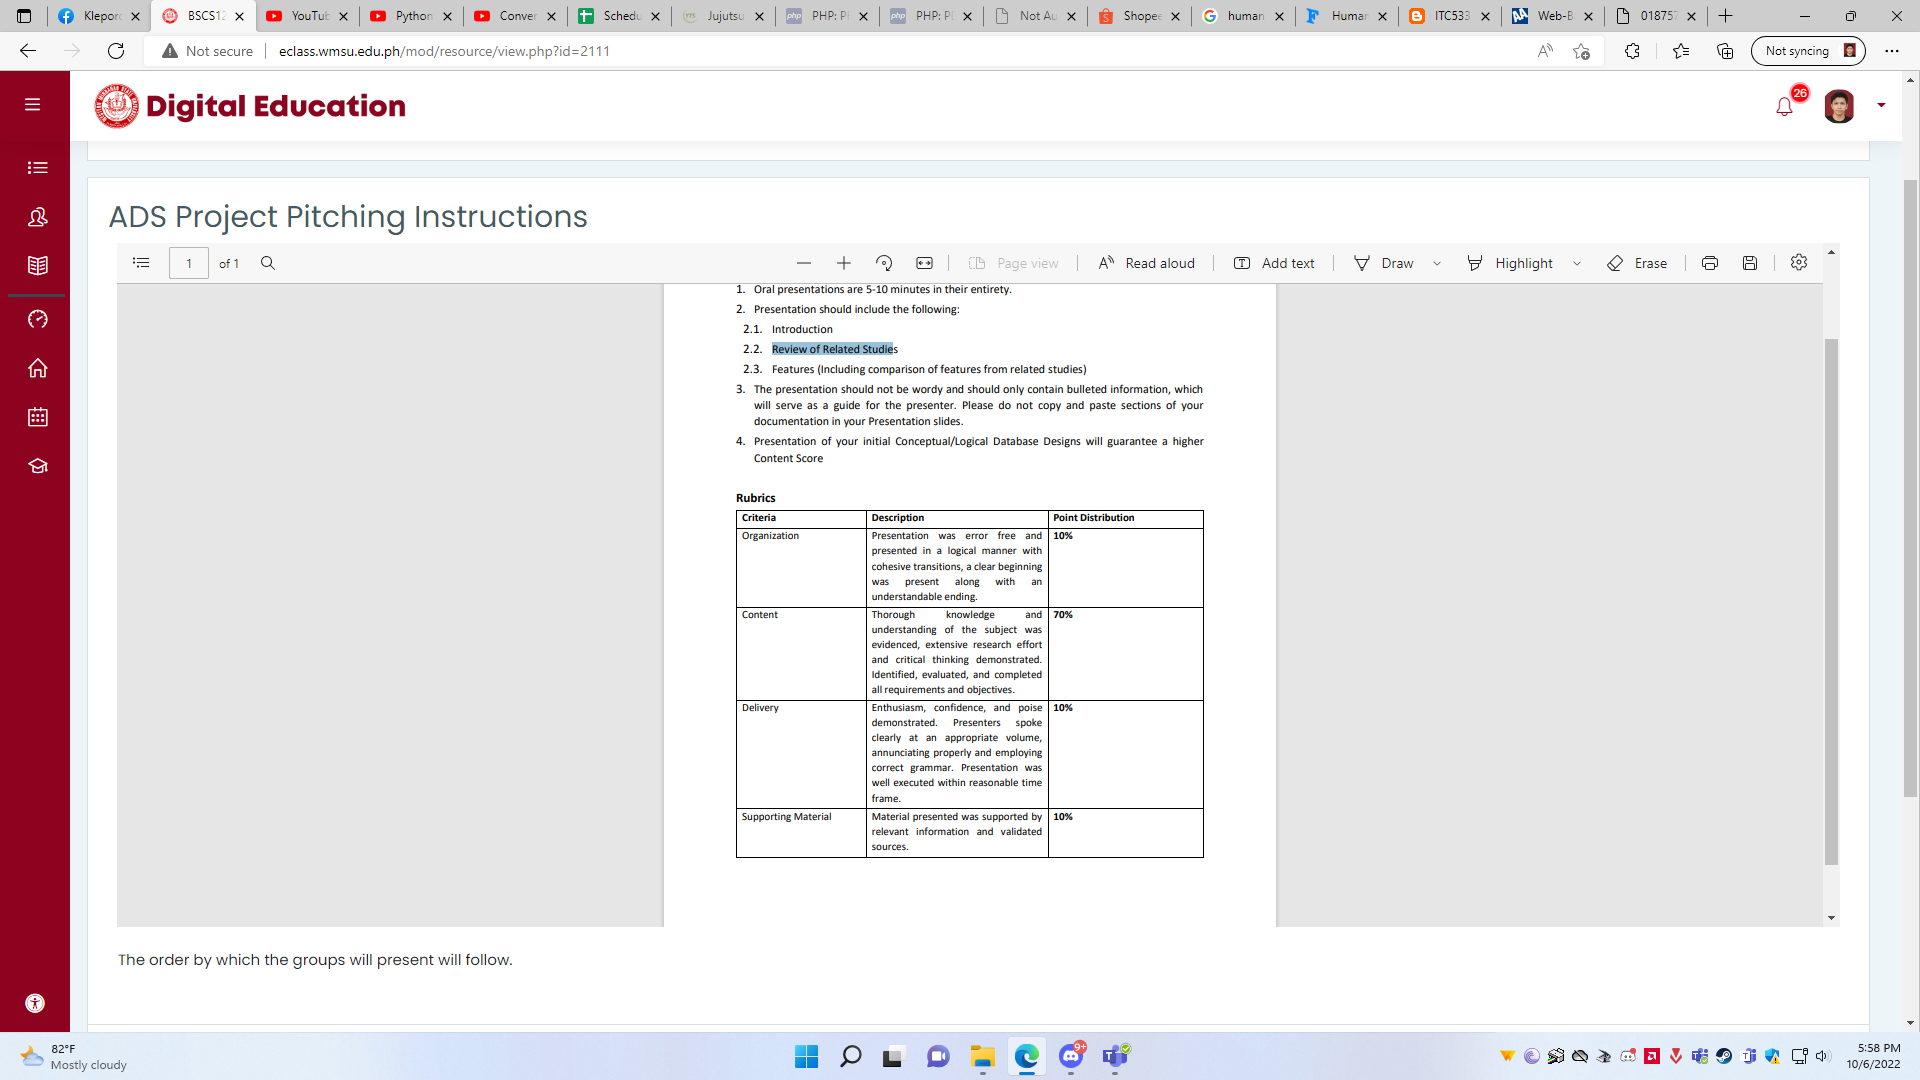 Klepor
BSCS12
YouTub
Python
Conver
Schedu
Jujutsu
PHP: P
PHP: P
Not Au
Shopee
human
Human
ITC533
Web-B
018757
Not secure
eclass.wmsu.edu.ph/mod/resource/view.php?id=2111
Not syncing
Digital Education
26
ADS Project Pitching Instructions
1 of 1
Page view
Read aloud
Add text
Draw
Highlight
Erase
1. Oral presentations are 5-10 minutes in their entirety.
2. Presentation should include the following:
2.1. Introduction
2.2. Review of Related Studies
2.3. Features (Including comparison of features from related studies)
3. The presentation should not be wordy and should only contain bulleted information, which
will serve as a guide for the presenter. Please do not copy and paste sections of your
documentation in your Presentation slides.
4. Presentation of your initial Conceptual/Logical Database Designs will guarantee a higher
Content Score
Rubrics
Criteria Description Point Distribution
Organization Presentation was error free and 10%
presented in a logical manner with
cohesive transitions, a clear beginning
was present along with an
understandable ending.
Content Thorough knowledge and 70%
understanding of the subject was
evidenced, extensive research effort
and critical thinking demonstrated.
Identified, evaluated, and completed
all requirements and objectives.
Delivery Enthusiasm, confidence, and poise 10%
demonstrated. Presenters spoke
clearly at an appropriate volume,
annunciating properly and employing
correct grammar. Presentation was
well executed within reasonable time
frame.
Supporting Material Material presented was supported by 10%
relevant information and validated
sources.
The order by which the groups will present will follow.
82°F
Mostly cloudy
9+
5:58 PM
10/6/2022